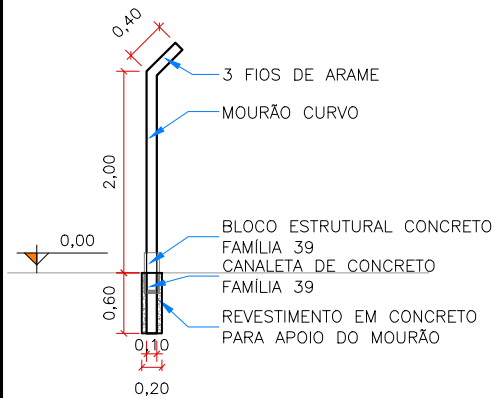 0,40
3 FIOS DE ARAME
MOURÃO CURVO
2,00
0,00
BLOCO ESTRUTURAL CONCRETO
FAMÍLIA 39
CANALETA DE CONCRETO
FAMÍLIA 39
0,60
REVESTIMENTO EM CONCRETO
PARA APOIO DO MOURÃO
0,10
0,20